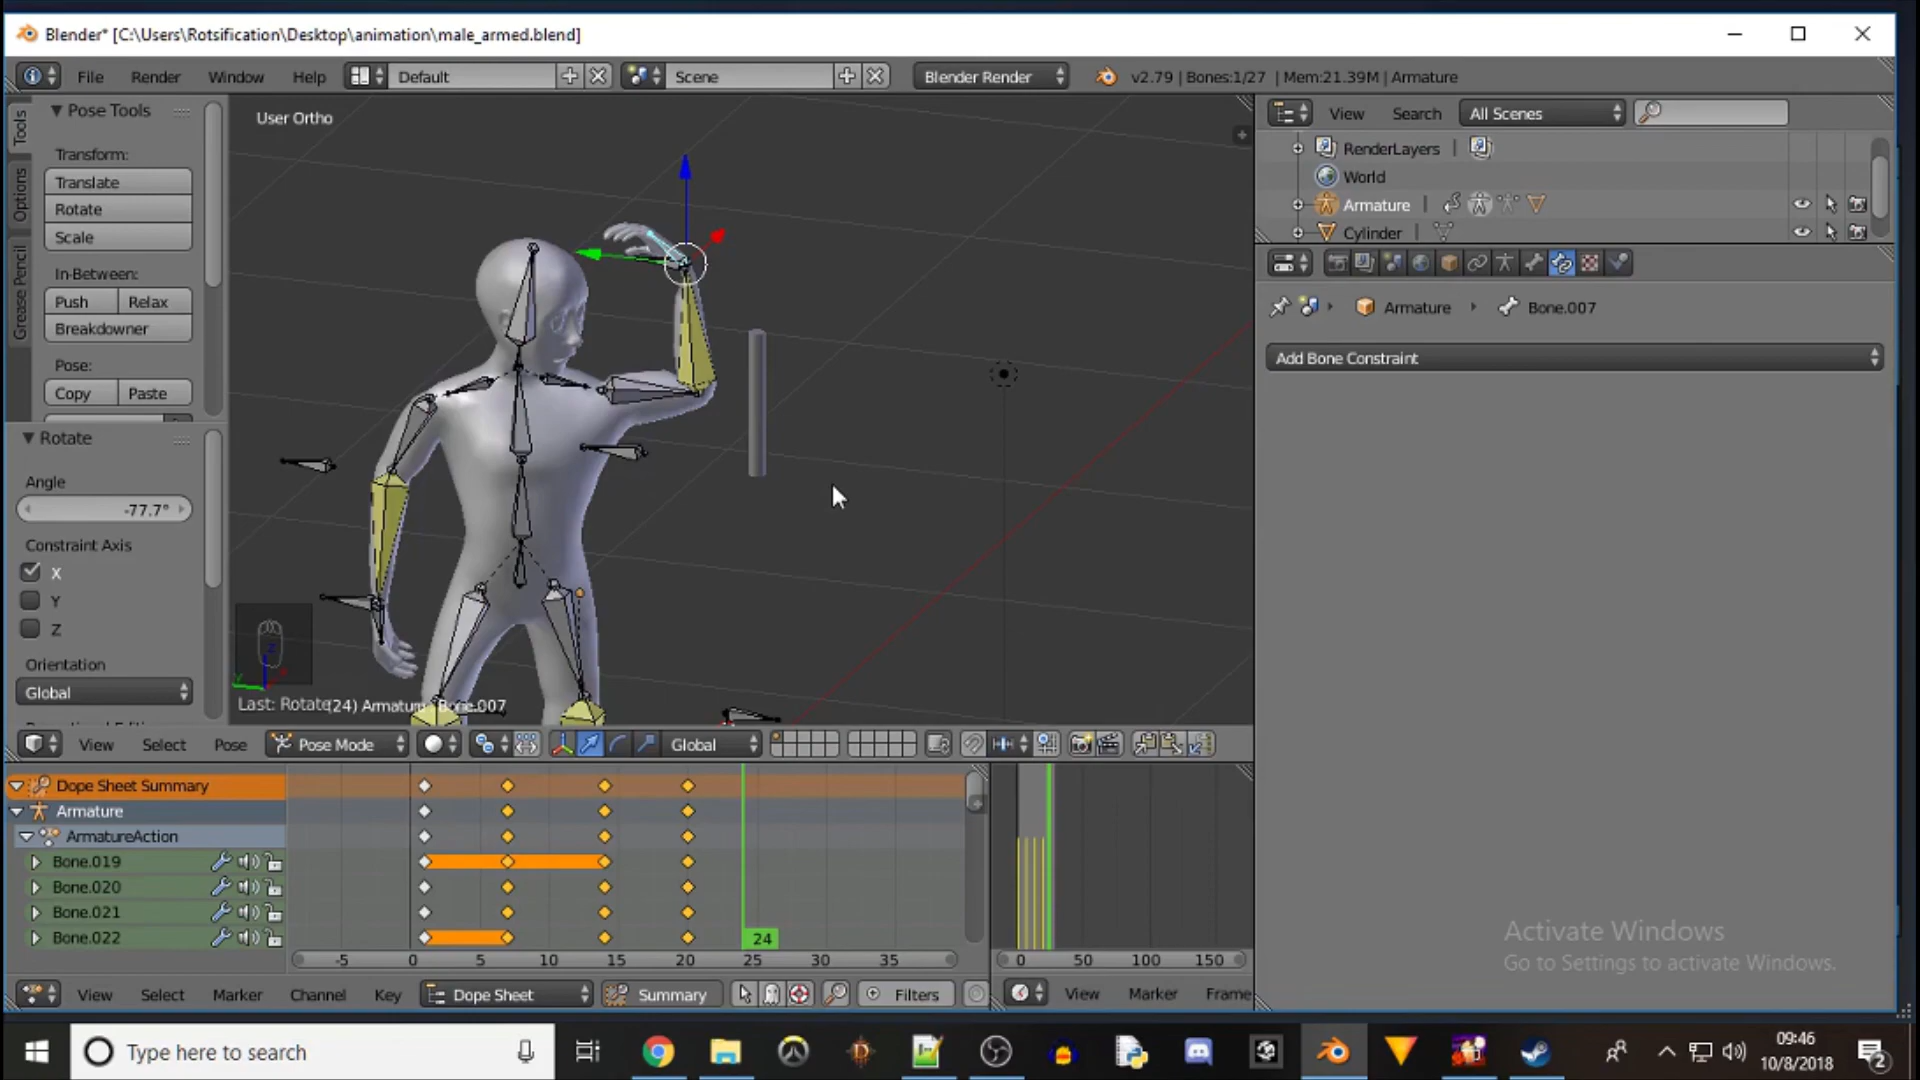 Blender* [C:\Users\Rotsification\Desktop\animation\male_armed.blend]
File Render Window Help Default Scene Blender Render v2.79 | Bones:1/27 | Mem:21.39M | Armature
Tools
Options
Grease Pencil
Pose Tools
Transform:
Translate
Rotate
Scale
In-Between:
Push Relax
Breakdowner
Pose:
Copy Paste
Rotate
Angle
-77.7°
Constraint Axis
X
Y
Z
Orientation
Global
User Ortho
Last: Rotate
(24) Armature Bone.007
View Search All Scenes
RenderLayers
World
Armature
Cylinder
Armature Bone.007
Add Bone Constraint
View Select Pose Pose Mode Global
Dope Sheet Summary
Armature
ArmatureAction
Bone.019
Bone.020
Bone.021
Bone.022
24
-5 0 5 10 15 20 25 30 35
0 50 100 150
View Select Marker Channel Key Dope Sheet Summary Filters
View Marker Frame
Activate Windows
Go to Settings to activate Windows.
Type here to search
09:46
10/8/2018
2